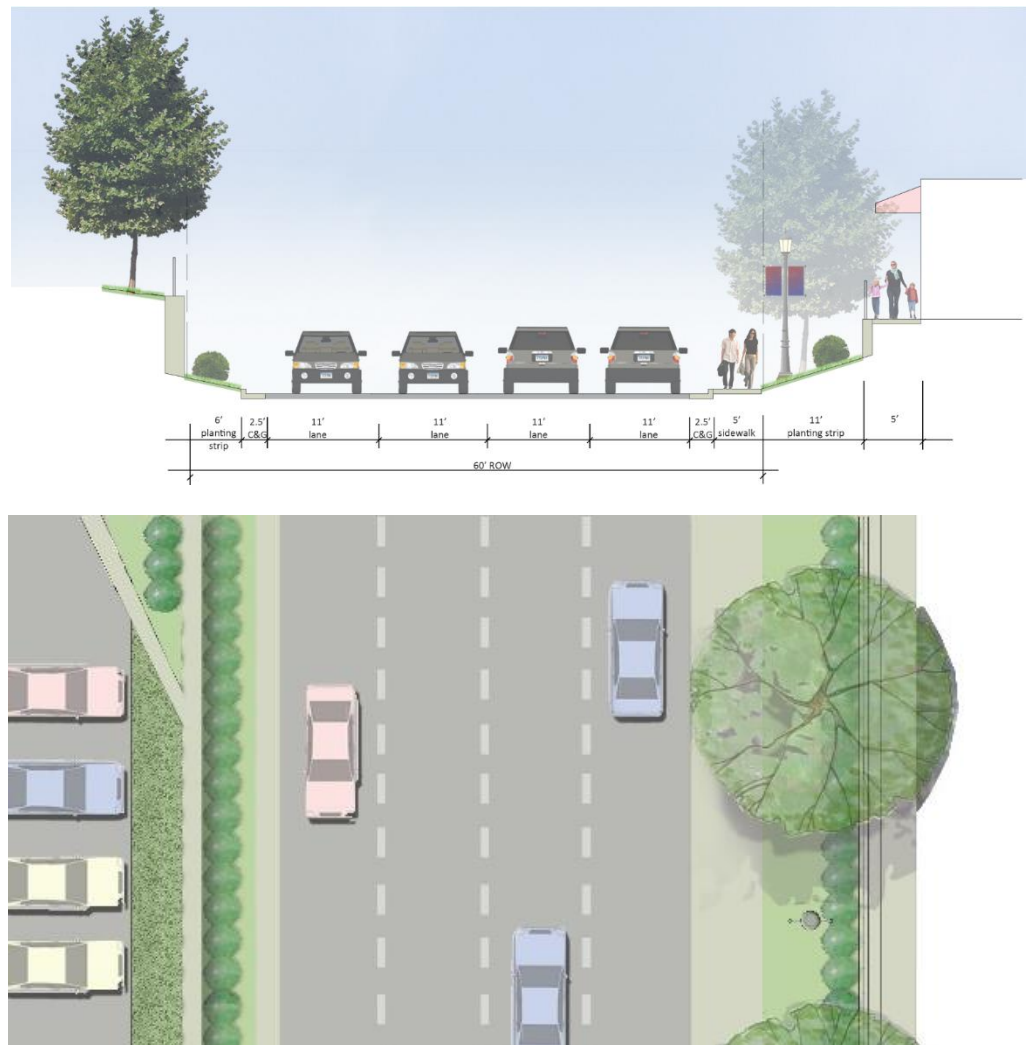 6'
planting
strip
2.5'
C&G
11'
lane
11'
lane
11'
lane
11'
lane
2.5'
C&G
5'
sidewalk
11'
planting strip
5'
60' ROW